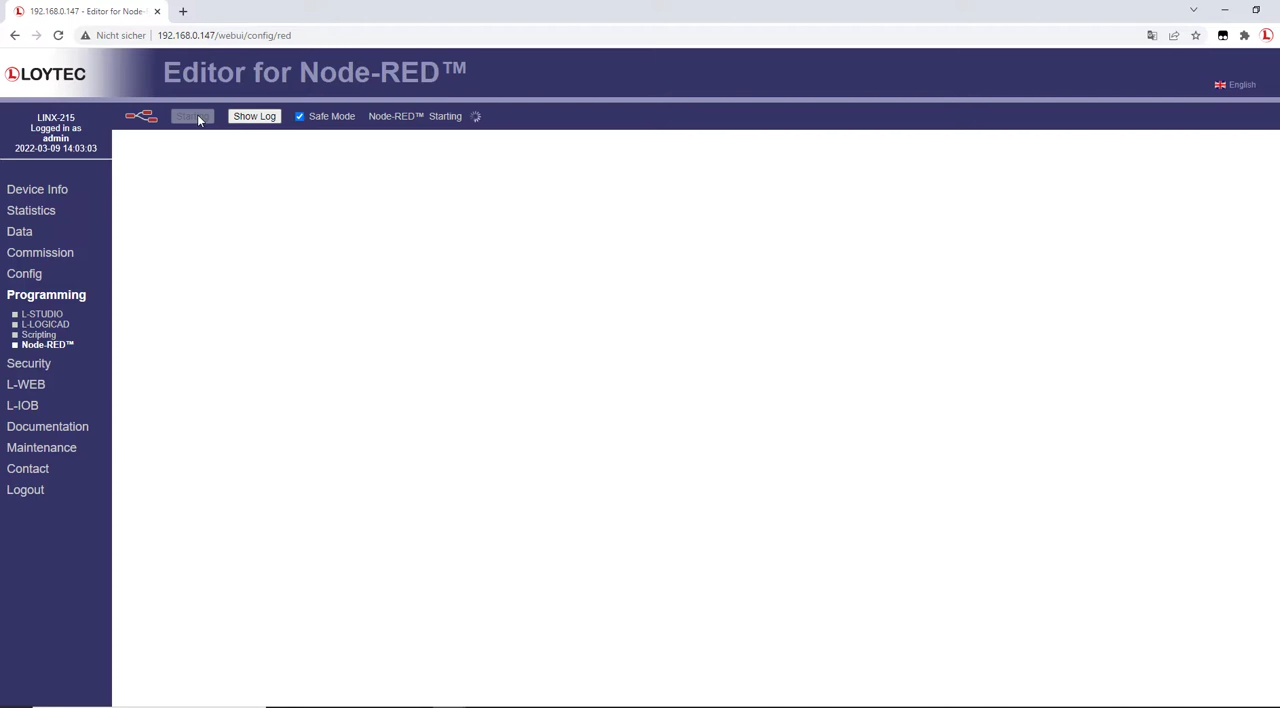 192.168.0.147 - Editor for Node-
Nicht sicher
192.168.0.147/webui/config/red
LOYTEC
Editor for Node-RED™
English
LINX-215
Logged in as
admin
2022-03-09 14:03:03
Show Log
Safe Mode
Node-RED™ Starting
Device Info
Statistics
Data
Commission
Config
Programming
L-STUDIO
L-LOGICAD
Scripting
Node-RED™
Security
L-WEB
L-IOB
Documentation
Maintenance
Contact
Logout